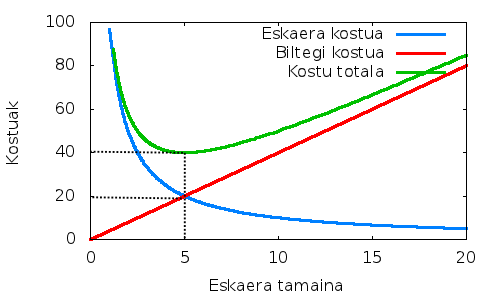 Eskaera kostua
Biltegi kostua
Kostu totala
Kostuak
100
80
60
40
20
0
0 5 10 15 20
Eskaera tamaina